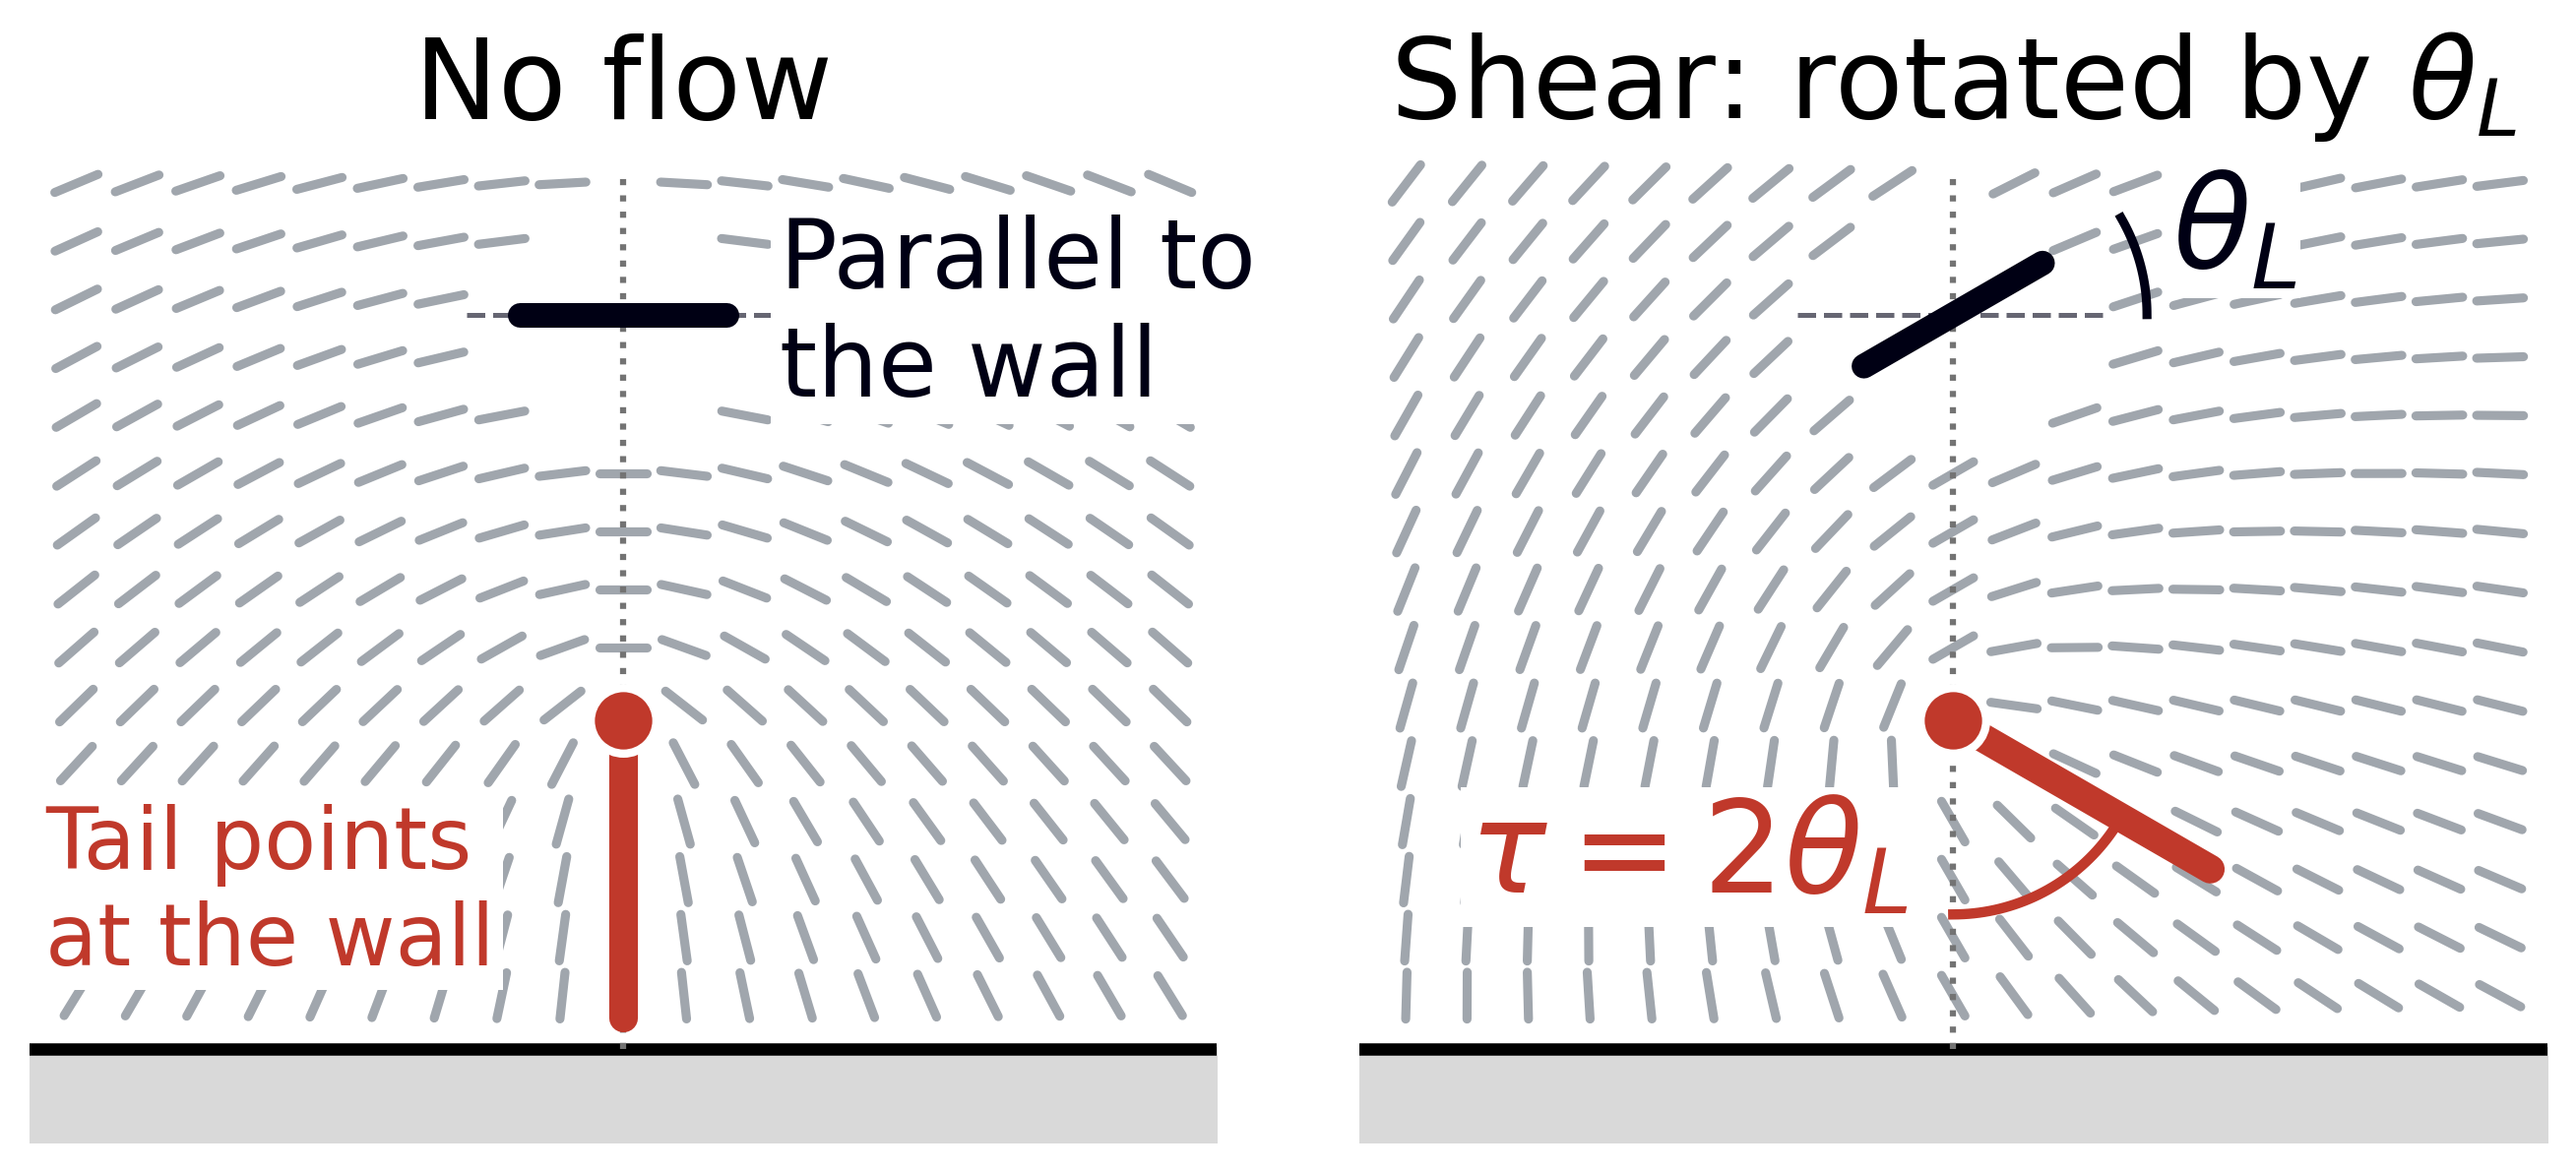 No flow
Parallel to
the wall
Tail points
at the wall
Shear: rotated by θ_L
θ_L
τ = 2θ_L